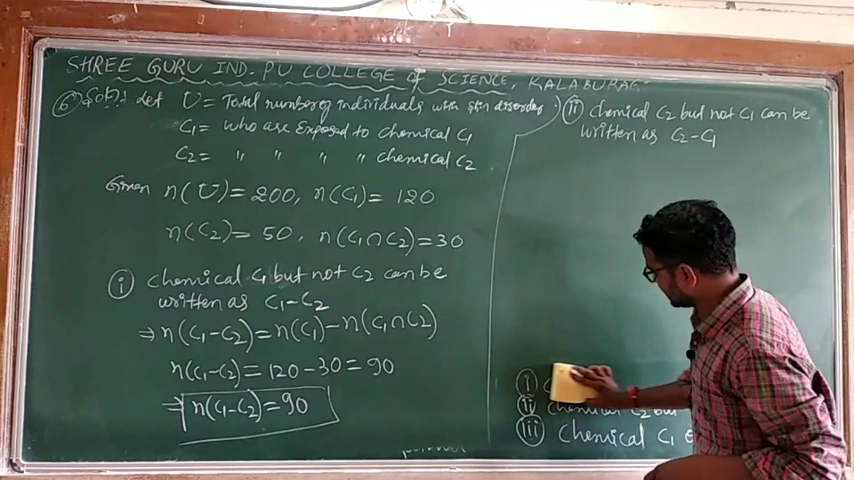 SHREE GURU IND. PU COLLEGE of SCIENCE, KALABURAG
6 Sol: Let U = Total number of individuals with skin disorder
C1 = who are Exposed to chemical C1
C2 = " " " " chemical C2
Given n(U) = 200, n(C1) = 120
n(C2) = 50, n(C1∩C2) = 30
i chemical C1 but not C2 can be
written as C1-C2
⇒ n(C1-C2) = n(C1) - n(C1∩C2)
n(C1-C2) = 120 - 30 = 90
⇒ n(C1-C2) = 90
ii chemical C2 but not C1 can be
written as C2-C1
i C
ii chemical C2 but
iii Chemical C1